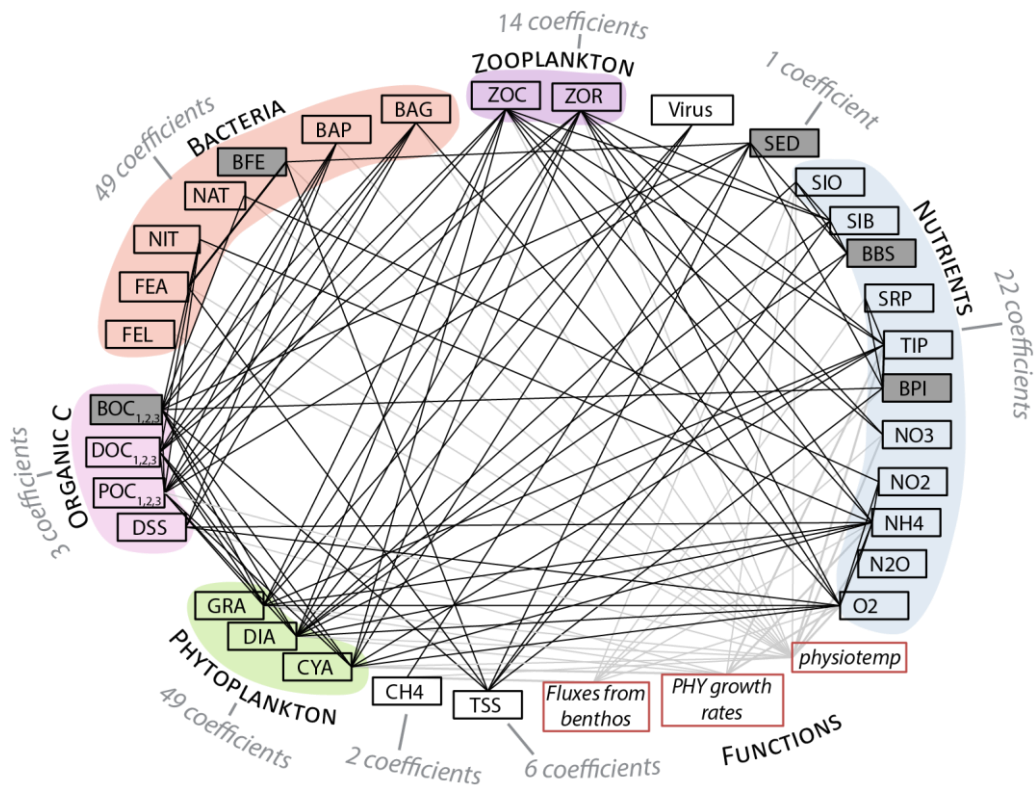 14 coefficients
ZOOPLANKTON
ZOC
ZOR
Virus
1 coefficient
SED
49 coefficients
BACTERIA
BAG
BAP
BFE
NAT
NIT
FEA
FEL
SIO
SIB
BBS
SRP
TIP
BPI
NO3
NO2
NH4
N2O
O2
NUTRIENTS
22 coefficients
3 coefficients
ORGANIC C
BOC1,2,3
DOC1,2,3
POC1,2,3
DSS
GRA
DIA
CYA
PHYTOPLANKTON
49 coefficients
CH4
2 coefficients
TSS
6 coefficients
Fluxes from
benthos
PHY growth
rates
physiotemp
FUNCTIONS